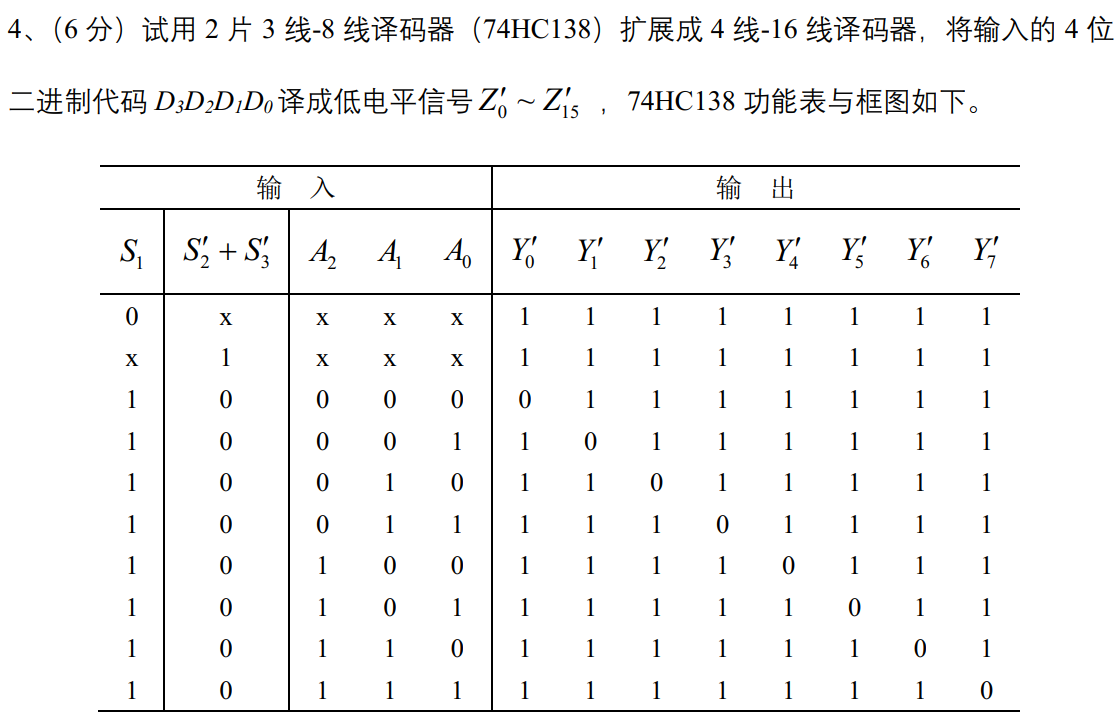 4、（6 分）试用 2 片 3 线-8 线译码器（74HC138）扩展成 4 线-16 线译码器，将输入的 4 位
二进制代码 D₃D₂D₁D₀ 译成低电平信号 Z′₀ ~ Z′₁₅ ，74HC138 功能表与框图如下。
输 入 输 出
S₁ S′₂ + S′₃ A₂ A₁ A₀ Y′₀ Y′₁ Y′₂ Y′₃ Y′₄ Y′₅ Y′₆ Y′₇
0 x x x x 1 1 1 1 1 1 1 1
x 1 x x x 1 1 1 1 1 1 1 1
1 0 0 0 0 0 1 1 1 1 1 1 1
1 0 0 0 1 1 0 1 1 1 1 1 1
1 0 0 1 0 1 1 0 1 1 1 1 1
1 0 0 1 1 1 1 1 0 1 1 1 1
1 0 1 0 0 1 1 1 1 0 1 1 1
1 0 1 0 1 1 1 1 1 1 0 1 1
1 0 1 1 0 1 1 1 1 1 1 0 1
1 0 1 1 1 1 1 1 1 1 1 1 0